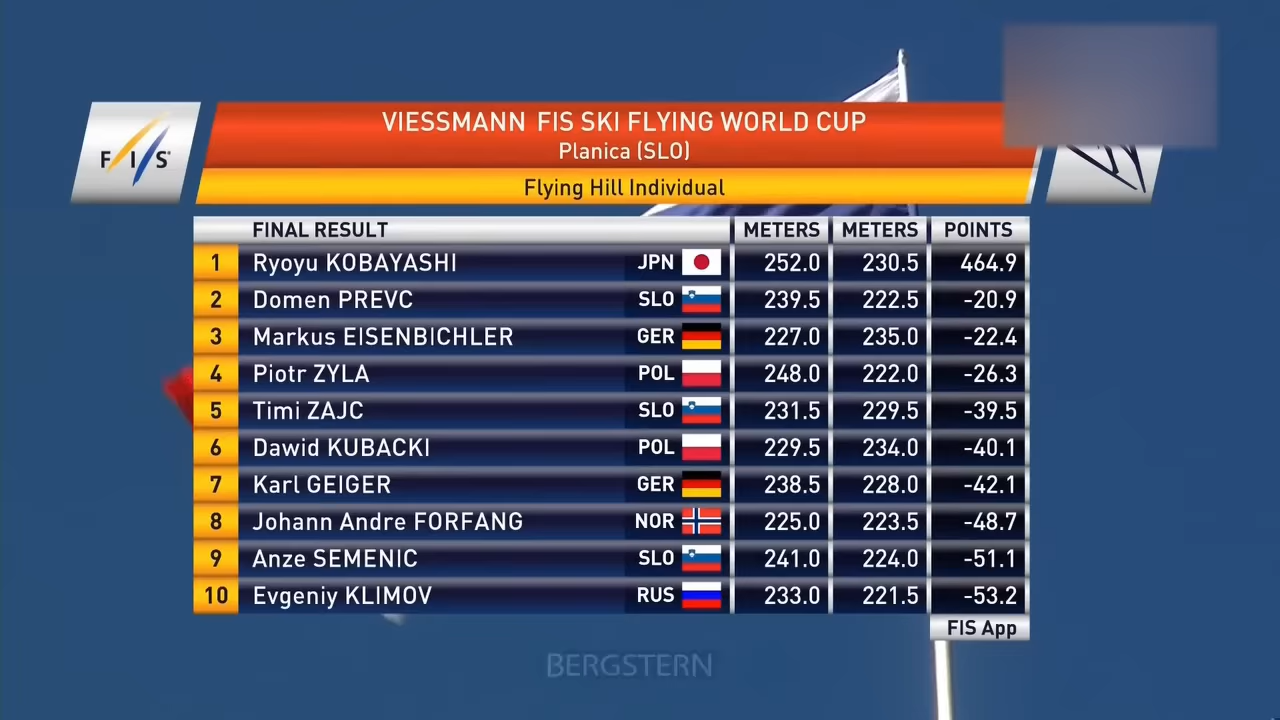 FIS
VIESSMANN FIS SKI FLYING WORLD CUP
Planica (SLO)
Flying Hill Individual
FINAL RESULT METERS METERS POINTS
1 Ryoyu KOBAYASHI JPN 252.0 230.5 464.9
2 Domen PREVC SLO 239.5 222.5 -20.9
3 Markus EISENBICHLER GER 227.0 235.0 -22.4
4 Piotr ZYLA POL 248.0 222.0 -26.3
5 Timi ZAJC SLO 231.5 229.5 -39.5
6 Dawid KUBACKI POL 229.5 234.0 -40.1
7 Karl GEIGER GER 238.5 228.0 -42.1
8 Johann Andre FORFANG NOR 225.0 223.5 -48.7
9 Anze SEMENIC SLO 241.0 224.0 -51.1
10 Evgeniy KLIMOV RUS 233.0 221.5 -53.2
FIS App
BERGSTERN